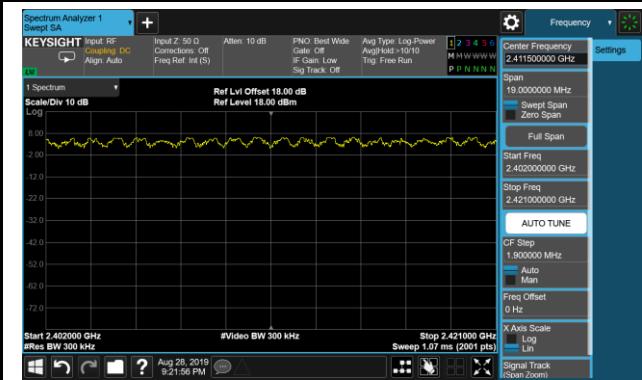 Spectrum Analyzer 1
Swept SA
Frequency
KEYSIGHT
Input: RF
Coupling: DC
Align: Auto
Input Z: 50 Ω
Corrections: Off
Freq Ref: Int (S)
Atten: 10 dB
PNO: Best Wide
Gate: Off
IF Gain: Low
Sig Track: Off
Avg Type: Log-Power
Avg|Hold:>10/10
Trig: Free Run
1 2 3 4 5 6
M M W W W W
P P N N N N
LW
Center Frequency
2.411500000 GHz
Settings
Span
19.0000000 MHz
Swept Span
Zero Span
Full Span
Start Freq
2.402000000 GHz
Stop Freq
2.421000000 GHz
AUTO TUNE
CF Step
1.900000 MHz
Auto
Man
Freq Offset
0 Hz
X Axis Scale
Log
Lin
Signal Track
(Span Zoom)
1 Spectrum
Scale/Div 10 dB
Ref Lvl Offset 18.00 dB
Ref Level 18.00 dBm
Log
8.00
-2.00
-12.0
-22.0
-32.0
-42.0
-52.0
-62.0
-72.0
Start 2.402000 GHz
#Res BW 300 kHz
#Video BW 300 kHz
Stop 2.421000 GHz
Sweep 1.07 ms (2001 pts)
?
Aug 28, 2019
9:21:56 PM